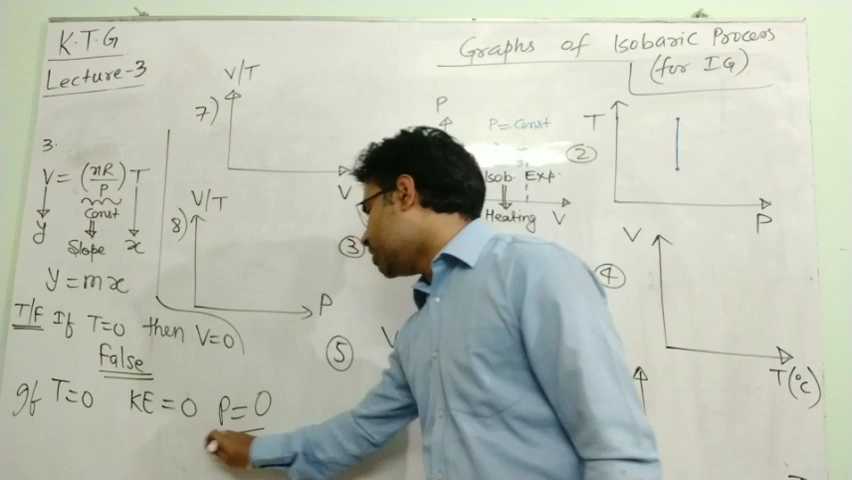 K.T.G
Lecture-3
3.
V = (nR/P) T
Const
Slope
y
x
y = mx
T/F If T=0 then V=0
False
If T=0 KE=0 P=0
7)
V/T
V
8)
V/T
P
Graphs of Isobaric Process
(for IG)
P
P=Const
Isob. Exp.
Heating
V
②
T
P
③
④
V
T(°C)
⑤
V